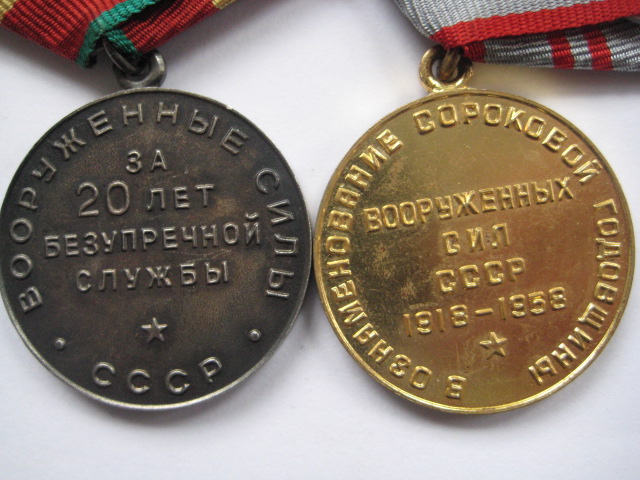 ВООРУЖЕННЫЕ СИЛЫ
ЗА
20 ЛЕТ
БЕЗУПРЕЧНОЙ
СЛУЖБЫ
СССР
В ОЗНАМЕНОВАНИЕ СОРОКОВОЙ ГОДОВЩИНЫ
ВООРУЖЕННЫХ
СИЛ
СССР
1918-1958